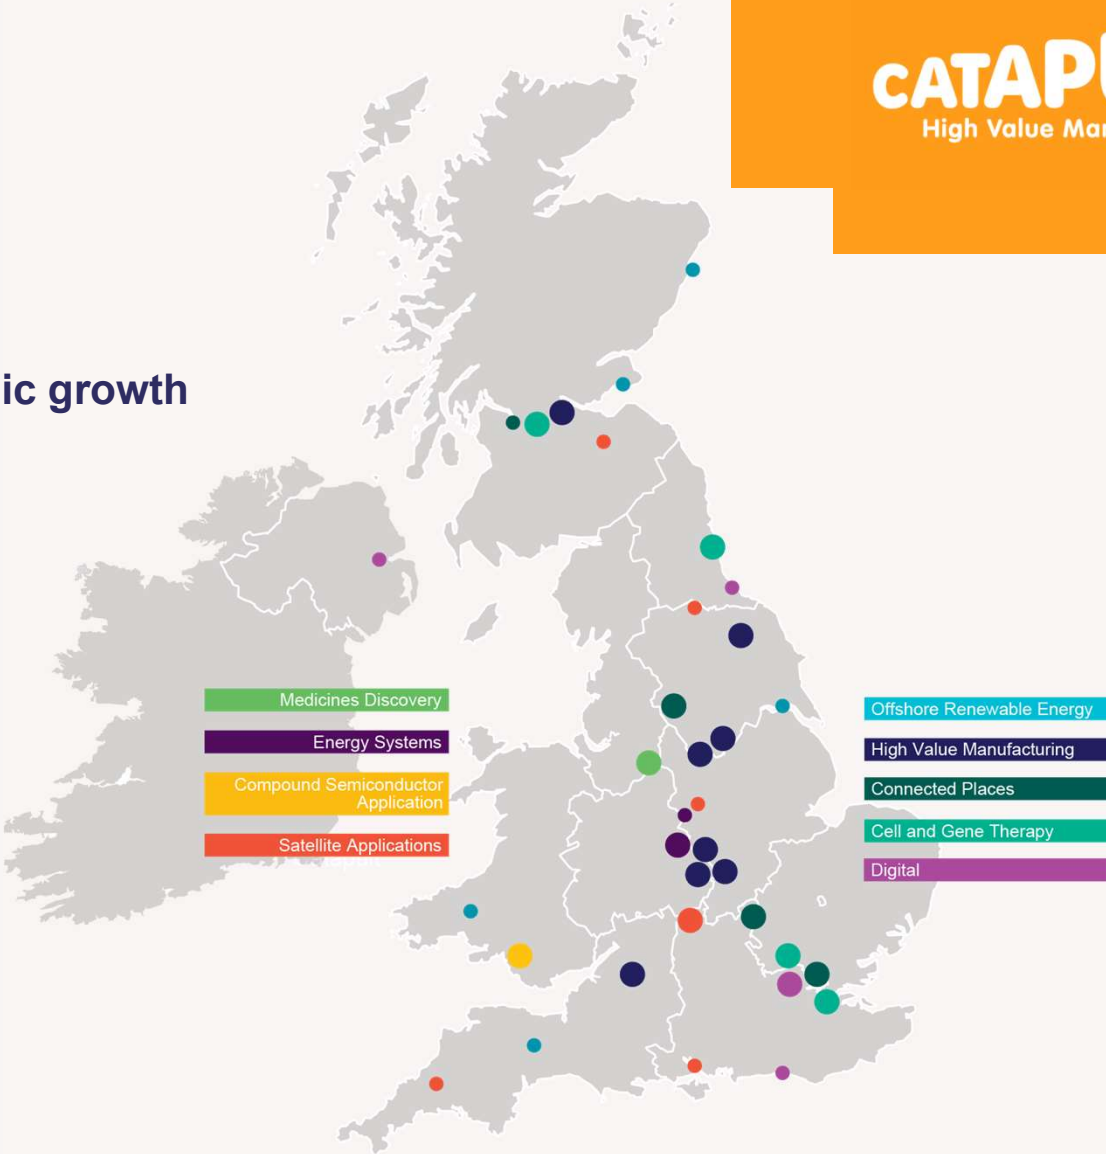 CATAP
High Value Mar
ic growth
Medicines Discovery
Energy Systems
Compound Semiconductor
Application
Satellite Applications
Offshore Renewable Energy
High Value Manufacturing
Connected Places
Cell and Gene Therapy
Digital